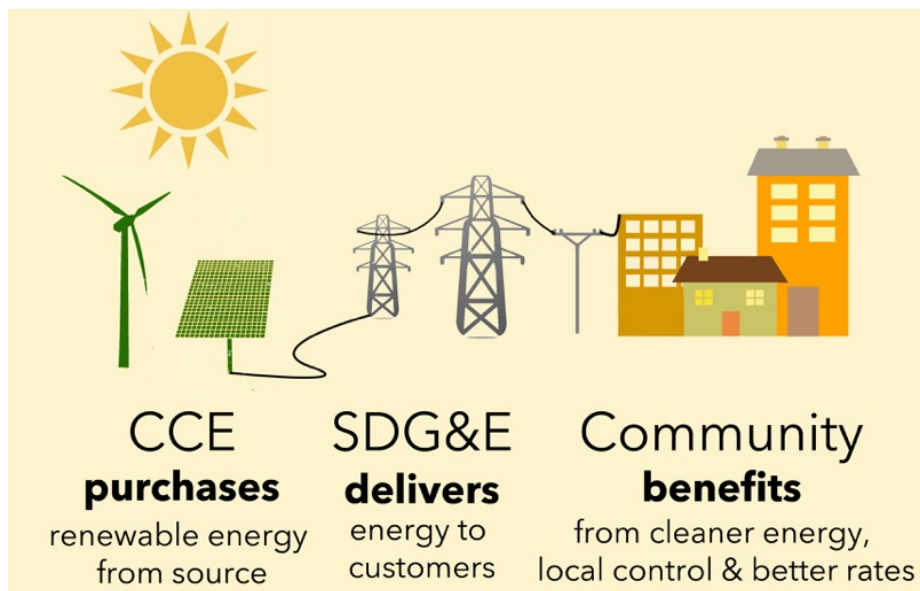 CCE
purchases
renewable energy
from source
SDG&E
delivers
energy to
customers
Community
benefits
from cleaner energy,
local control & better rates